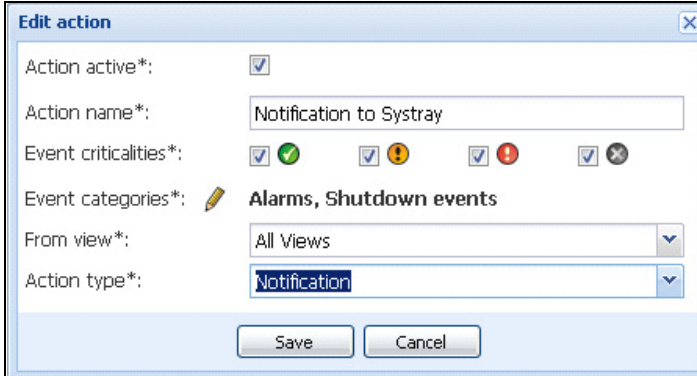 Edit action
Action active*:
Action name*: Notification to Systray
Event criticalities*:
Event categories*: Alarms, Shutdown events
From view*: All Views
Action type*: Notification
Save Cancel